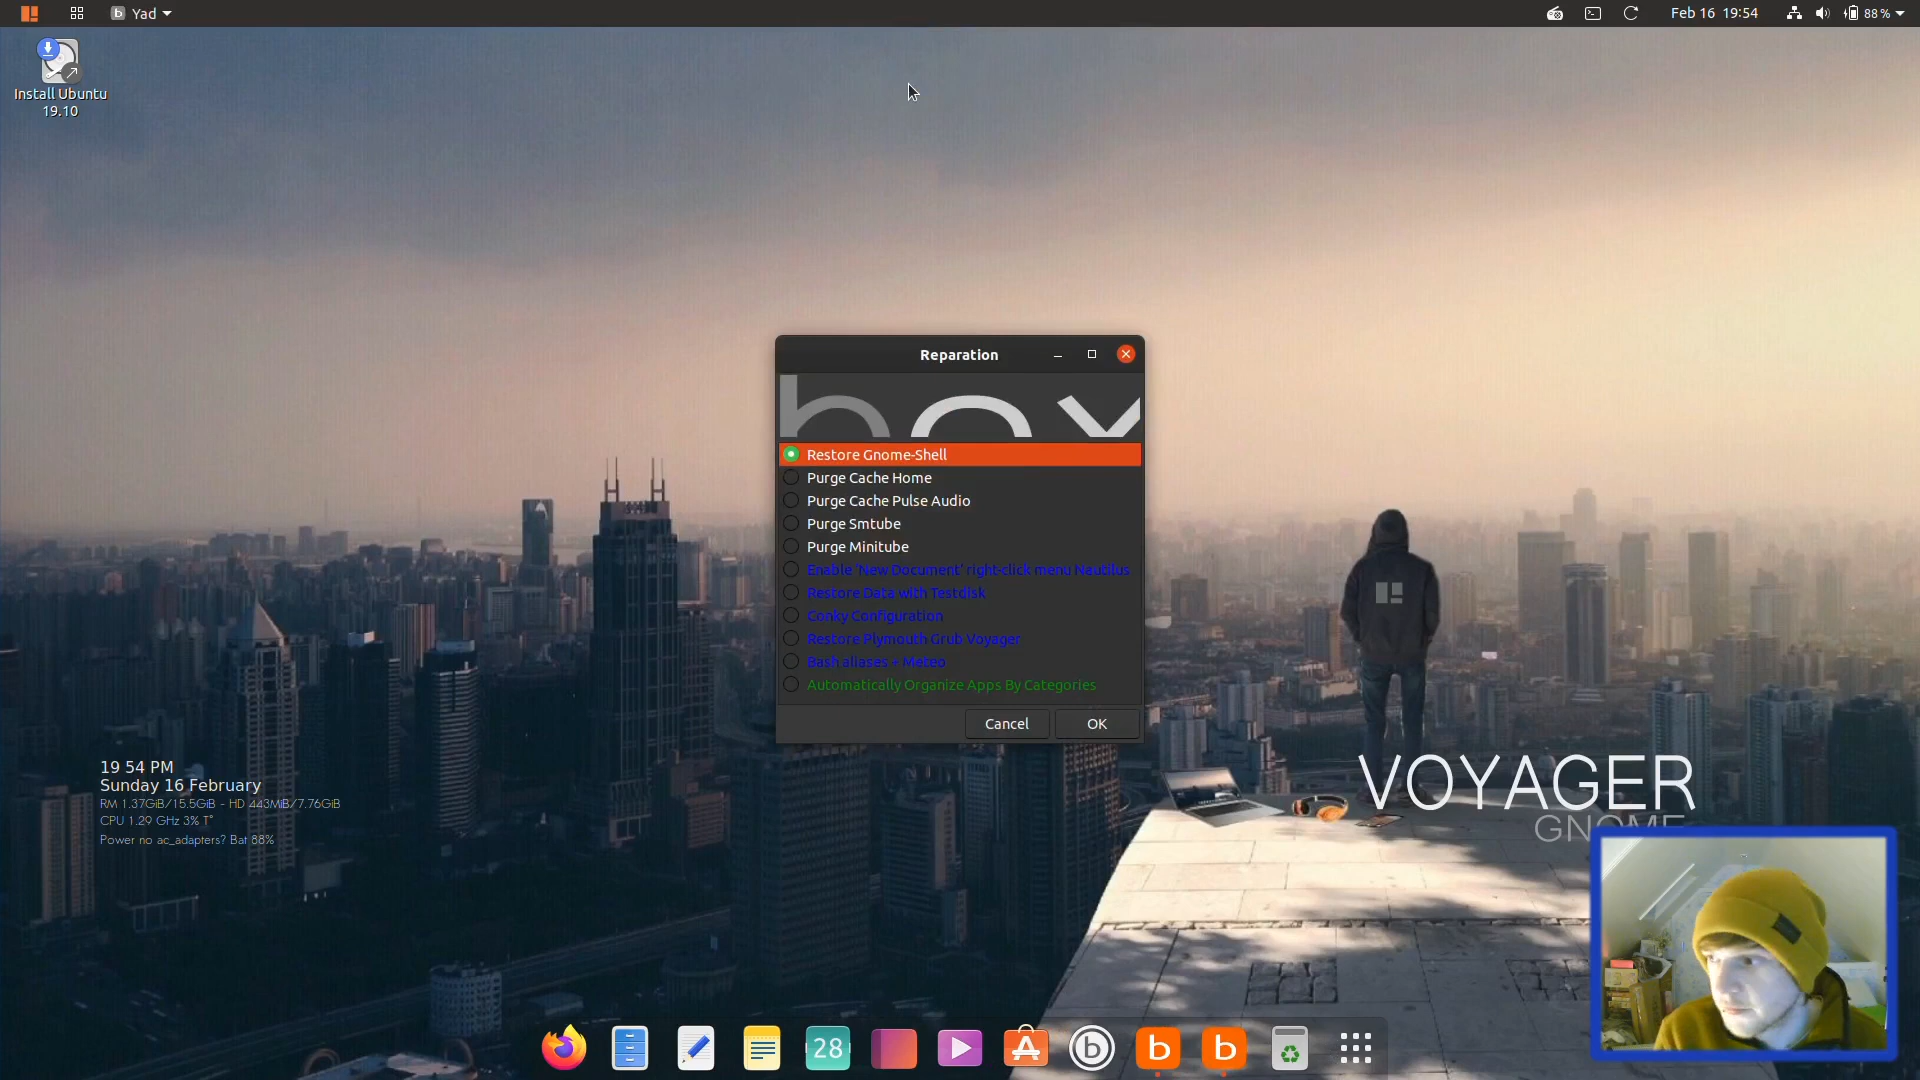 Yad
Feb 16 19:54
88 %
Install Ubuntu
19.10
Reparation
box
Restore Gnome-Shell
Purge Cache Home
Purge Cache Pulse Audio
Purge Smtube
Purge Minitube
Enable 'New Document' right-click menu Nautilus
Restore Data with Testdisk
Conky Configuration
Restore Plymouth Grub Voyager
Bash aliases + Meteo
Automatically Organize Apps By Categories
Cancel
OK
19 54 PM
Sunday 16 February
RM 1.37GiB/15.5GiB - HD 443MiB/7.76GiB
CPU 1.29 GHz 3% T°
Power no ac_adapters? Bat 88%
VOYAGER
GNOME
28
b
b
b